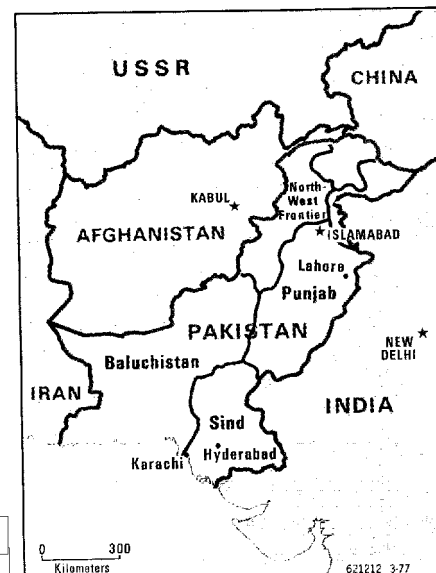 USSR
CHINA
North-
West
Frontier
KABUL
AFGHANISTAN
ISLAMABAD
Lahore
Punjab
PAKISTAN
NEW
DELHI
Baluchistan
IRAN
INDIA
Sind
Hyderabad
Karachi
0 300
Kilometers
621212 3-77